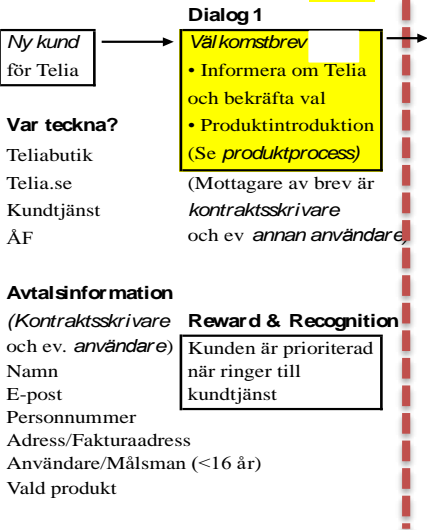 Dialog 1
Ny kund
för Telia
Välkomstbrev
• Informera om Telia
och bekräfta val
• Produktintroduktion
(Se produktprocess)
(Mottagare av brev är
kontraktsskrivare
och ev annan användare)
Var teckna?
Teliabutik
Telia.se
Kundtjänst
ÅF
Avtalsinformation
(Kontraktsskrivare
och ev. användare)
Namn
E-post
Personnummer
Adress/Fakturaadress
Användare/Målsman (<16 år)
Vald produkt
Reward & Recognition
Kunden är prioriterad
när ringer till
kundtjänst